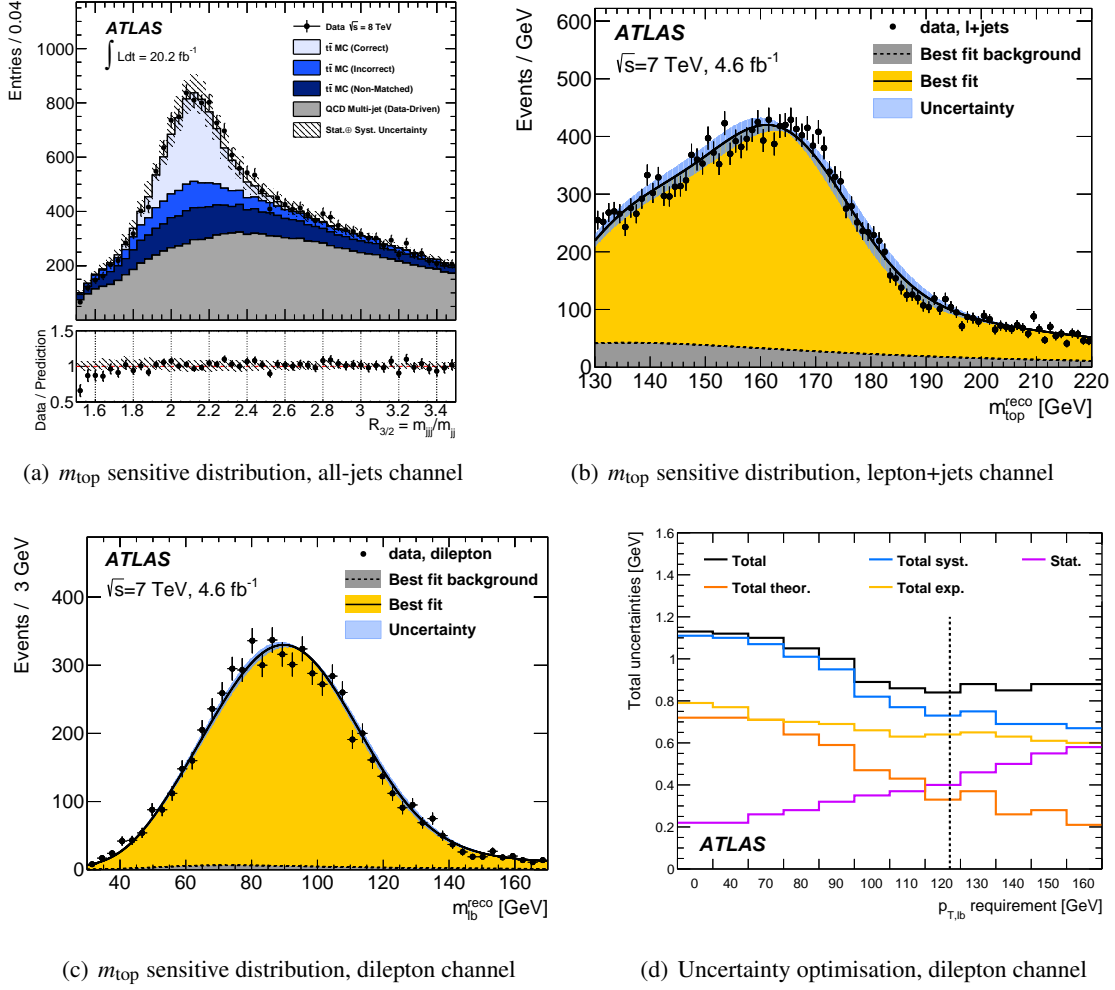 ATLAS
∫ Ldt = 20.2 fb⁻¹
Data √s = 8 TeV
tt̄ MC (Correct)
tt̄ MC (Incorrect)
tt̄ MC (Non-Matched)
QCD Multi-jet (Data-Driven)
Stat.⊕ Syst. Uncertainty
Entries / 0.04
1000
800
600
400
200
Data / Prediction
1.5
1
0.5
1.6 1.8 2 2.2 2.4 2.6 2.8 3 3.2 3.4
R3/2 = mjjj/mjj
(a) mtop sensitive distribution, all-jets channel
ATLAS
√s=7 TeV, 4.6 fb⁻¹
data, l+jets
Best fit background
Best fit
Uncertainty
Events / GeV
600
500
400
300
200
100
0
130 140 150 160 170 180 190 200 210 220
m_top^reco [GeV]
(b) mtop sensitive distribution, lepton+jets channel
ATLAS
√s=7 TeV, 4.6 fb⁻¹
data, dilepton
Best fit background
Best fit
Uncertainty
Events / 3 GeV
400
300
200
100
0
40 60 80 100 120 140 160
m_lb^reco [GeV]
(c) mtop sensitive distribution, dilepton channel
Total uncertainties [GeV]
1.6
1.4
1.2
1
0.8
0.6
0.4
0.2
0
Total Total syst. Stat.
Total theor. Total exp.
ATLAS
0 40 70 80 90 100 110 120 130 140 150 160
pT,lb requirement [GeV]
(d) Uncertainty optimisation, dilepton channel